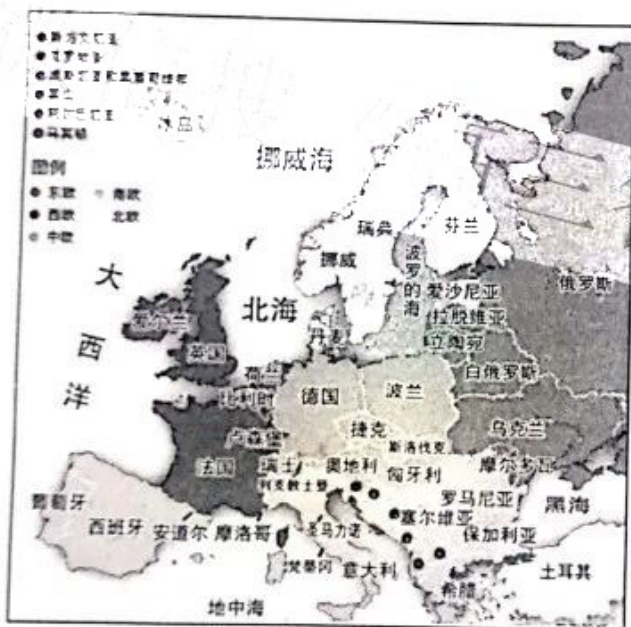 冰岛
挪威海
图例
东欧 南欧
西欧 北欧
中欧
大
西
洋
瑞典
芬兰
挪威
波
罗
的
海
俄罗斯
爱沙尼亚
北海
丹麦
拉脱维亚
爱尔兰
立陶宛
英国
白俄罗斯
荷兰
德国
波兰
比利时
乌克兰
捷克
卢森堡
斯洛伐克
法国
瑞士
奥地利
匈牙利
摩尔多瓦
列支敦士登
罗马尼亚
黑海
葡萄牙
西班牙
安道尔
摩洛哥
圣马力诺
塞尔维亚
保加利亚
梵蒂冈
意大利
希腊
土耳其
地中海